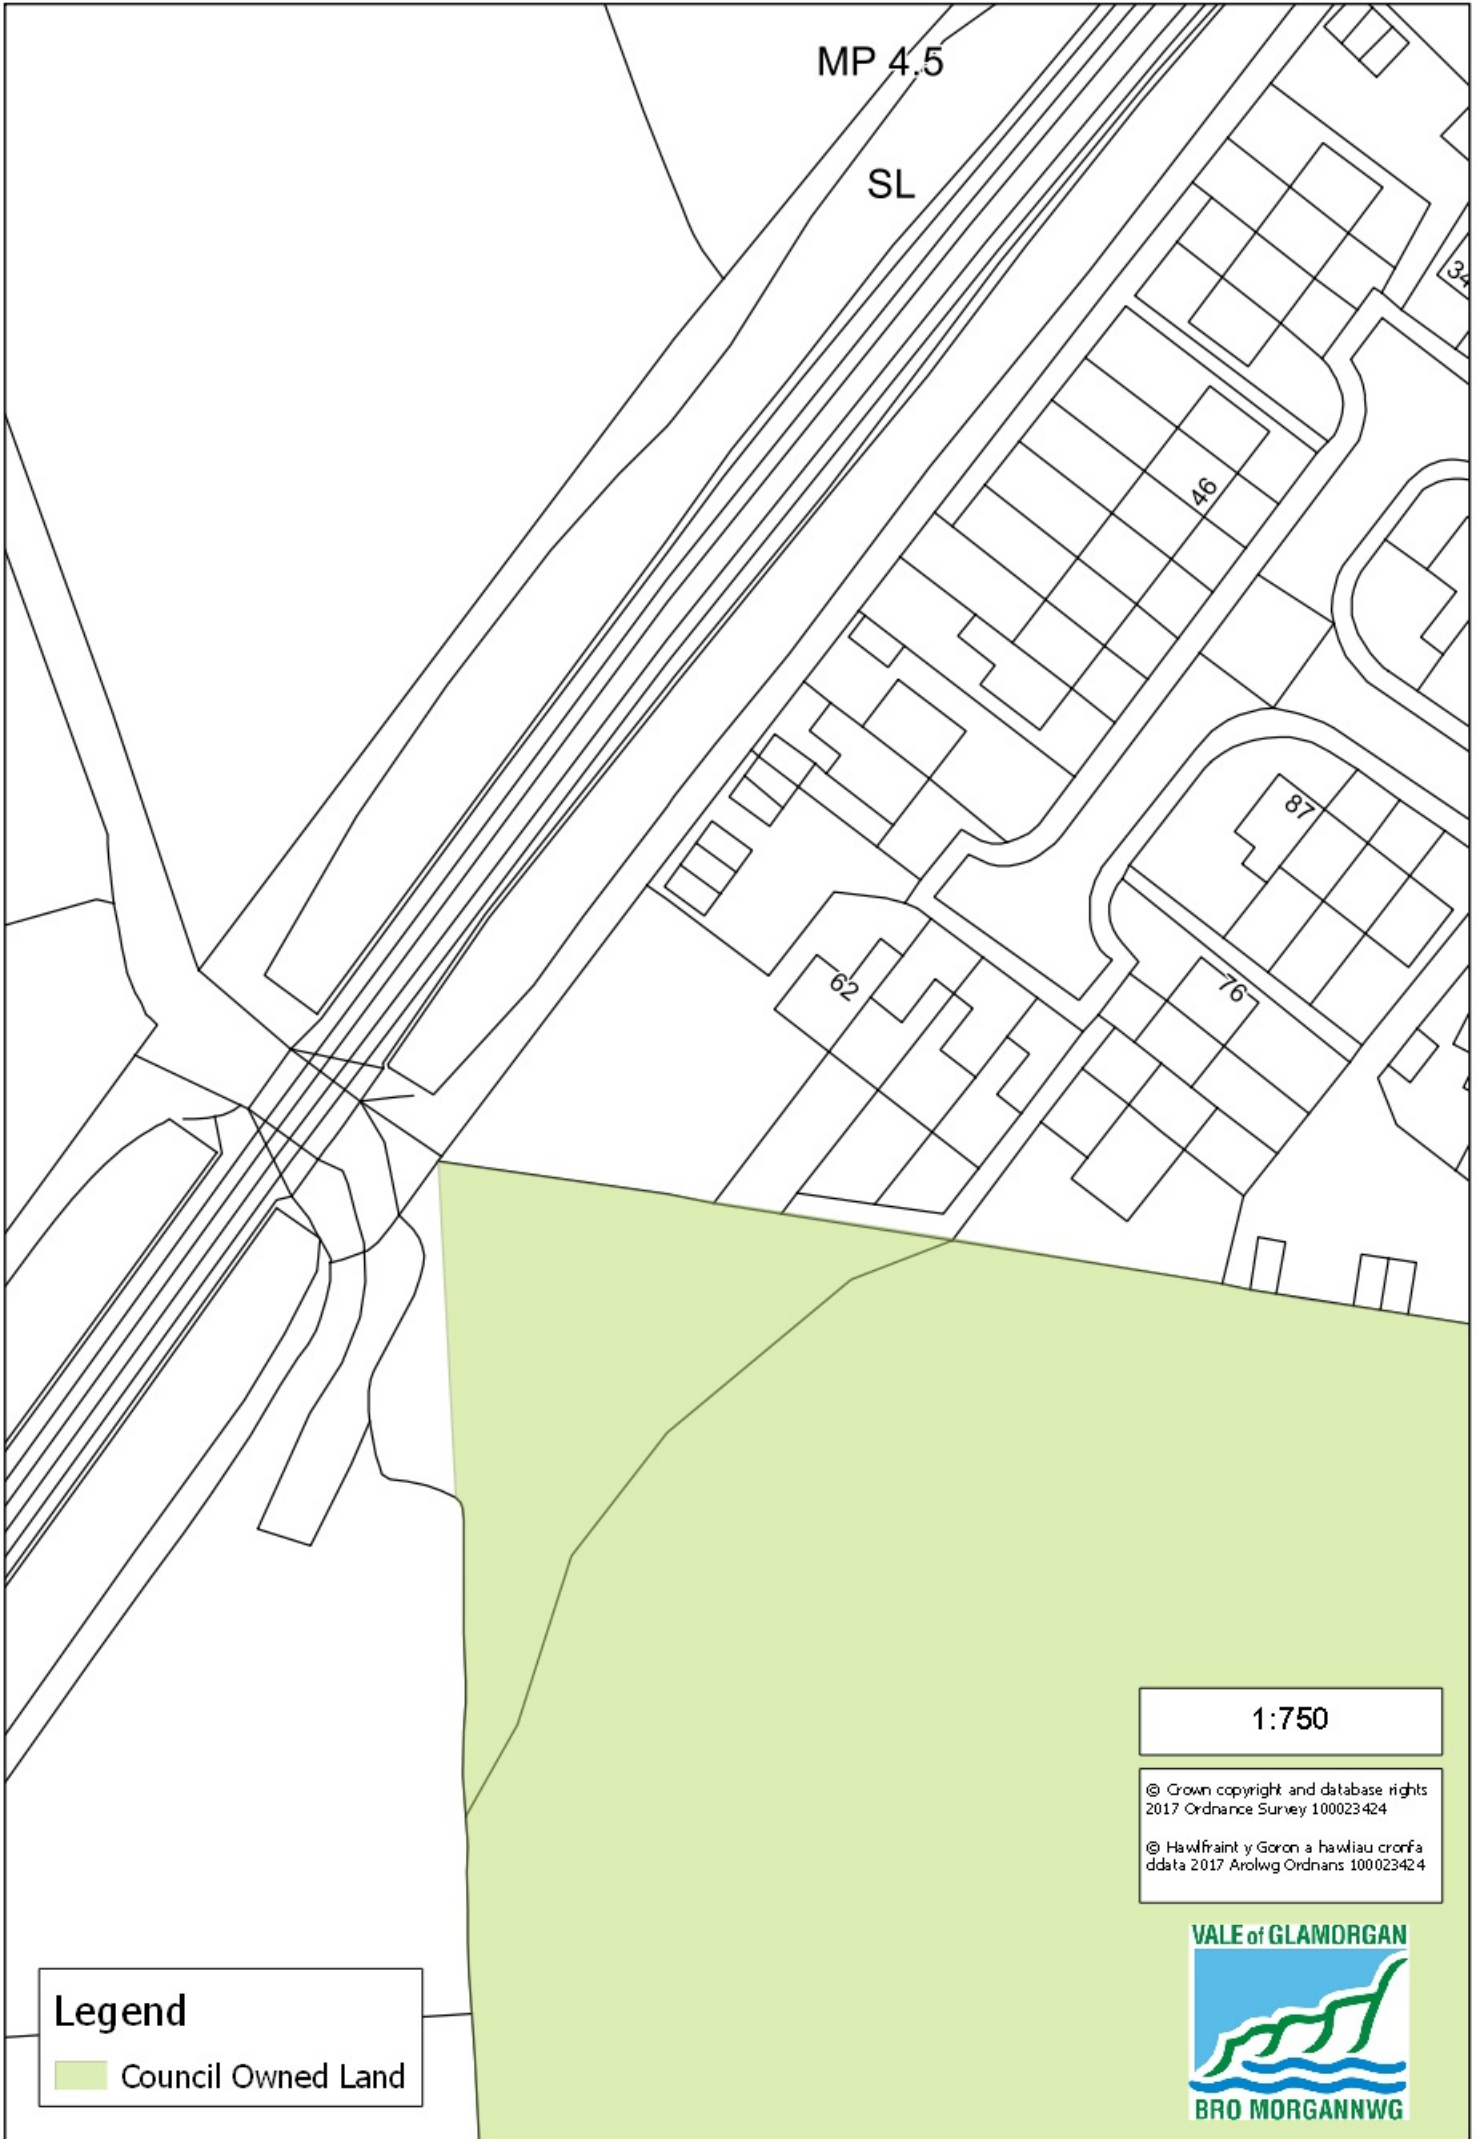 MP 4.5
SL
34
46
87
62
76
1:750
© Crown copyright and database rights
2017 Ordnance Survey 100023424
© Hawlfraint y Goron a hawliau cronfa
ddata 2017 Arolwg Ordnans 100023424
VALE of GLAMORGAN
BRO MORGANNWG
Legend
Council Owned Land